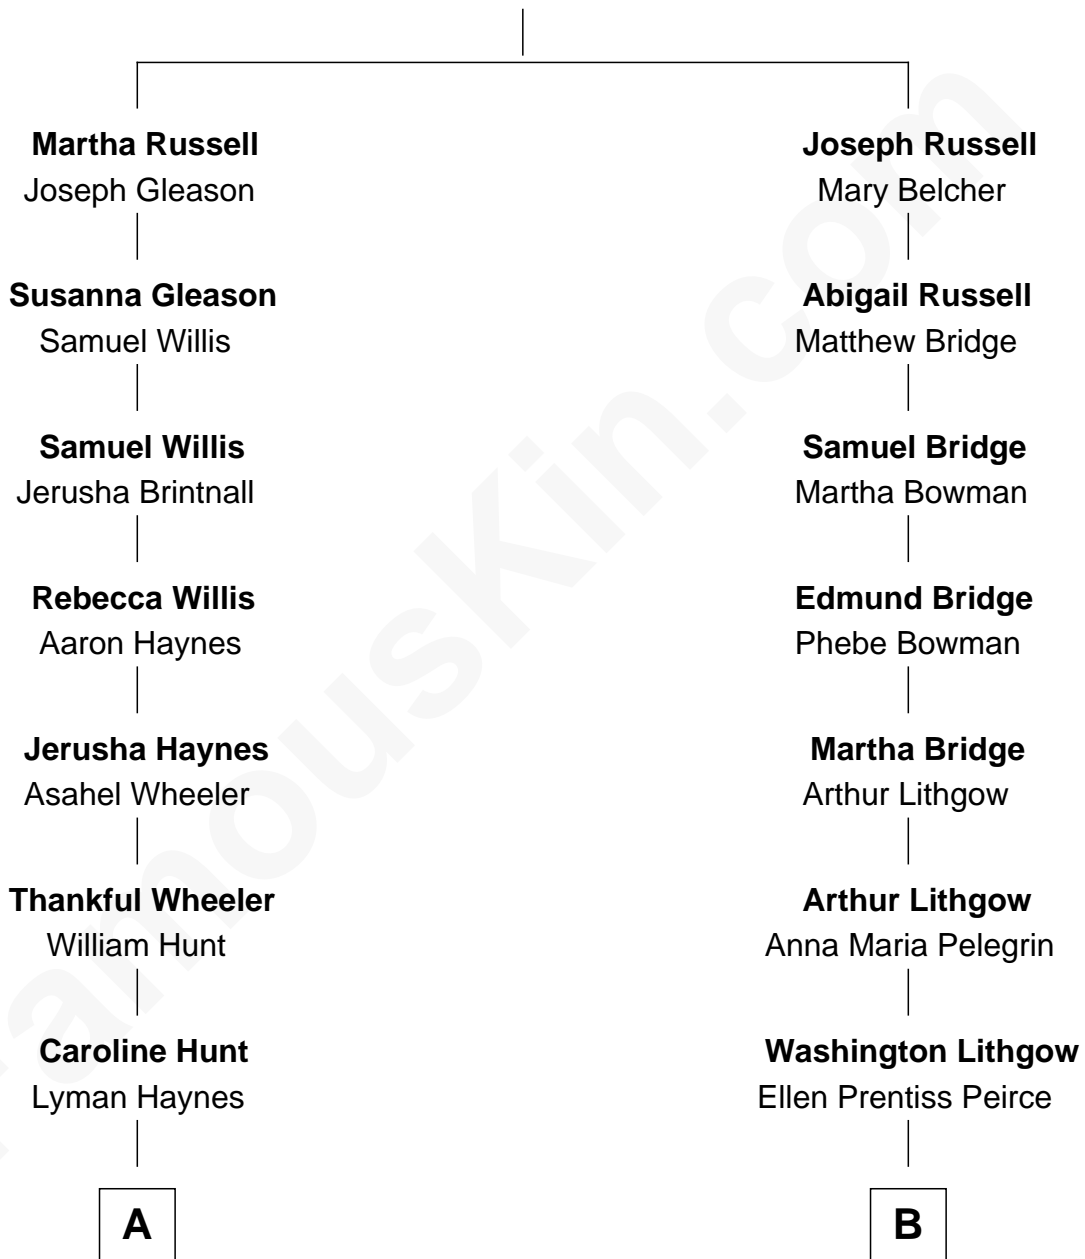 Martha Russell
Joseph Gleason
Susanna Gleason
Samuel Willis
Samuel Willis
Jerusha Brintnall
Rebecca Willis
Aaron Haynes
Jerusha Haynes
Asahel Wheeler
Thankful Wheeler
William Hunt
Caroline Hunt
Lyman Haynes
A
Joseph Russell
Mary Belcher
Abigail Russell
Matthew Bridge
Samuel Bridge
Martha Bowman
Edmund Bridge
Phebe Bowman
Martha Bridge
Arthur Lithgow
Arthur Lithgow
Anna Maria Pelegrin
Washington Lithgow
Ellen Prentiss Peirce
B
FamousKin.com